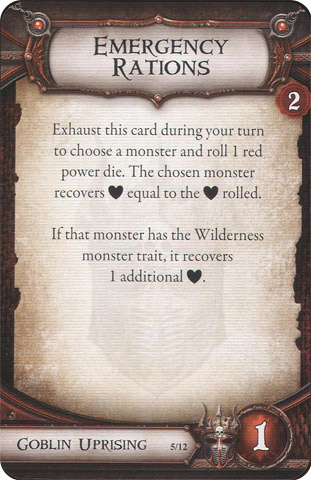 Emergency
Rations
2
Exhaust this card during your turn
to choose a monster and roll 1 red
power die. The chosen monster
recovers ♥ equal to the ♥ rolled.
If that monster has the Wilderness
monster trait, it recovers
1 additional ♥.
Goblin Uprising 5/12
1